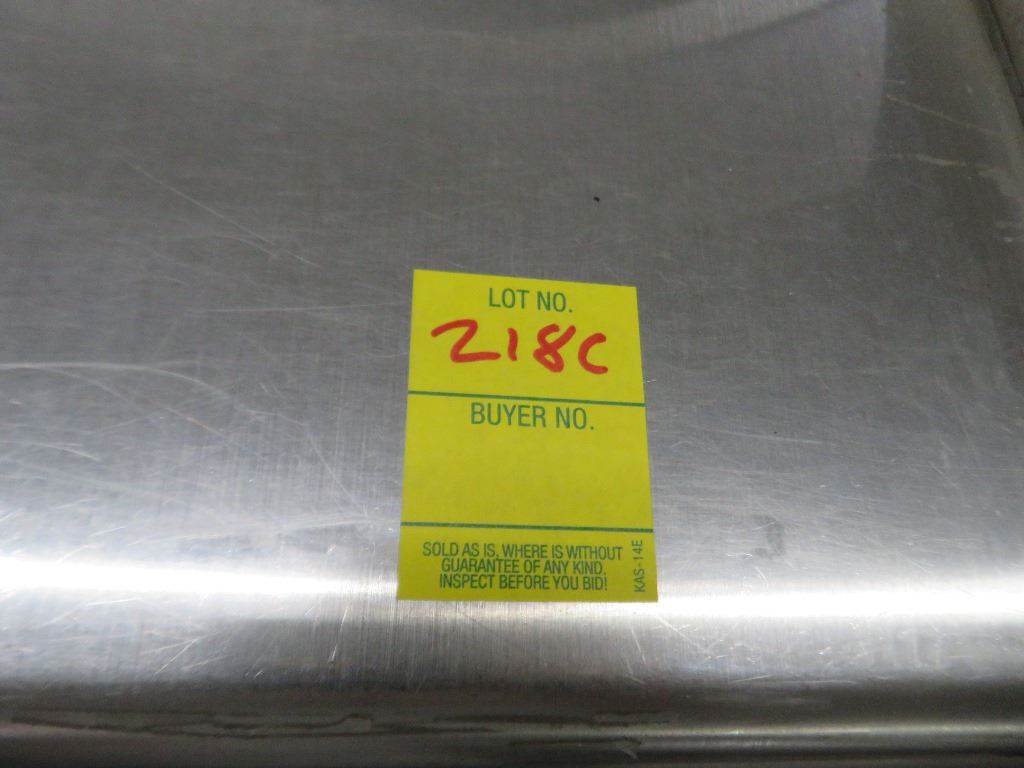 LOT NO.
218C
BUYER NO.
SOLD AS IS, WHERE IS WITHOUT
GUARANTEE OF ANY KIND.
INSPECT BEFORE YOU BID!
KAS-14E